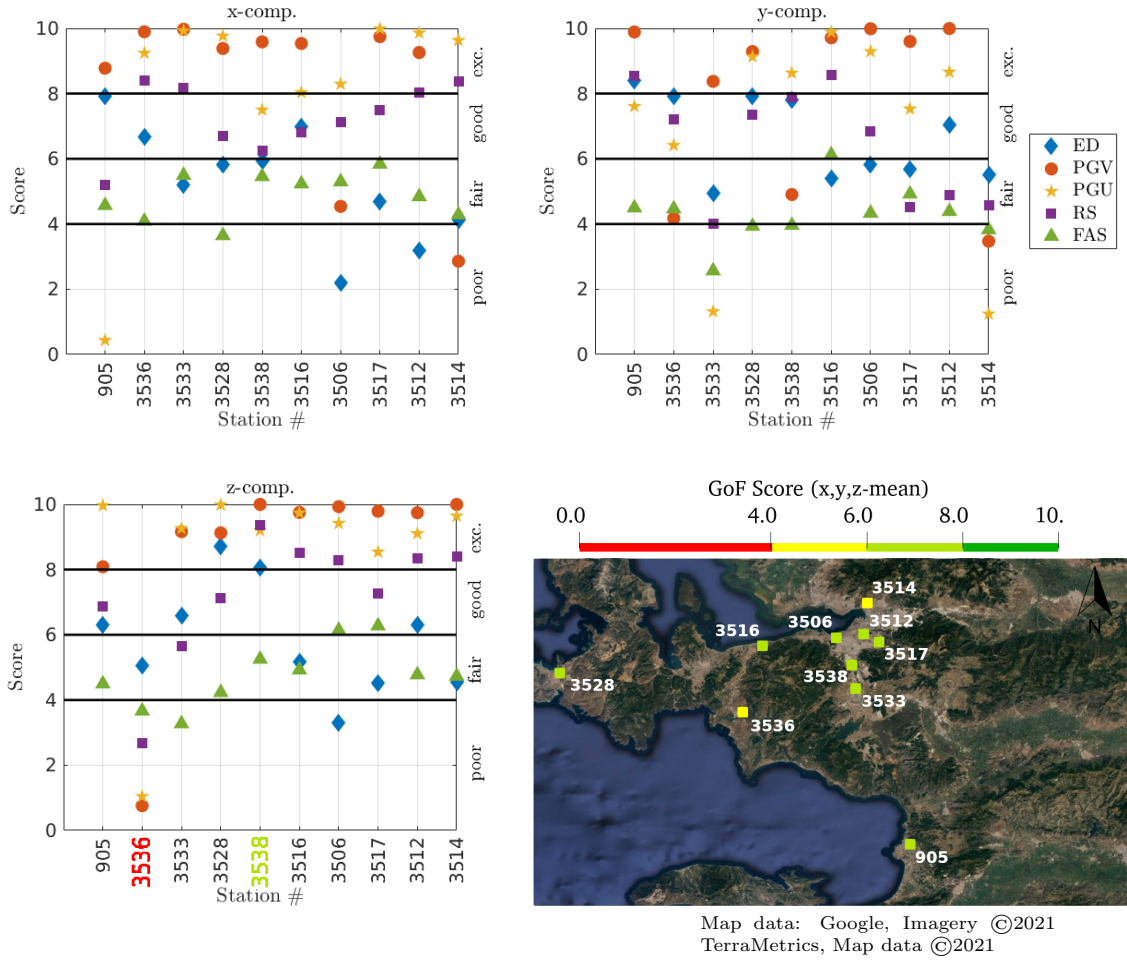 x-comp.
10
8
6
4
2
0
Score
exc.
good
fair
poor
905
3536
3533
3528
3538
3516
3506
3517
3512
3514
Station #
y-comp.
10
8
6
4
2
0
Score
exc.
good
fair
poor
905
3536
3533
3528
3538
3516
3506
3517
3512
3514
Station #
ED
PGV
PGU
RS
FAS
z-comp.
10
8
6
4
2
0
Score
exc.
good
fair
poor
905
3536
3533
3528
3538
3516
3506
3517
3512
3514
Station #
GoF Score (x,y,z-mean)
0.0 4.0 6.0 8.0 10.
3514
3506 3512
3516
3517
3538
3528
3533
3536
905
N
Map data: Google, Imagery ©2021
TerraMetrics, Map data ©2021